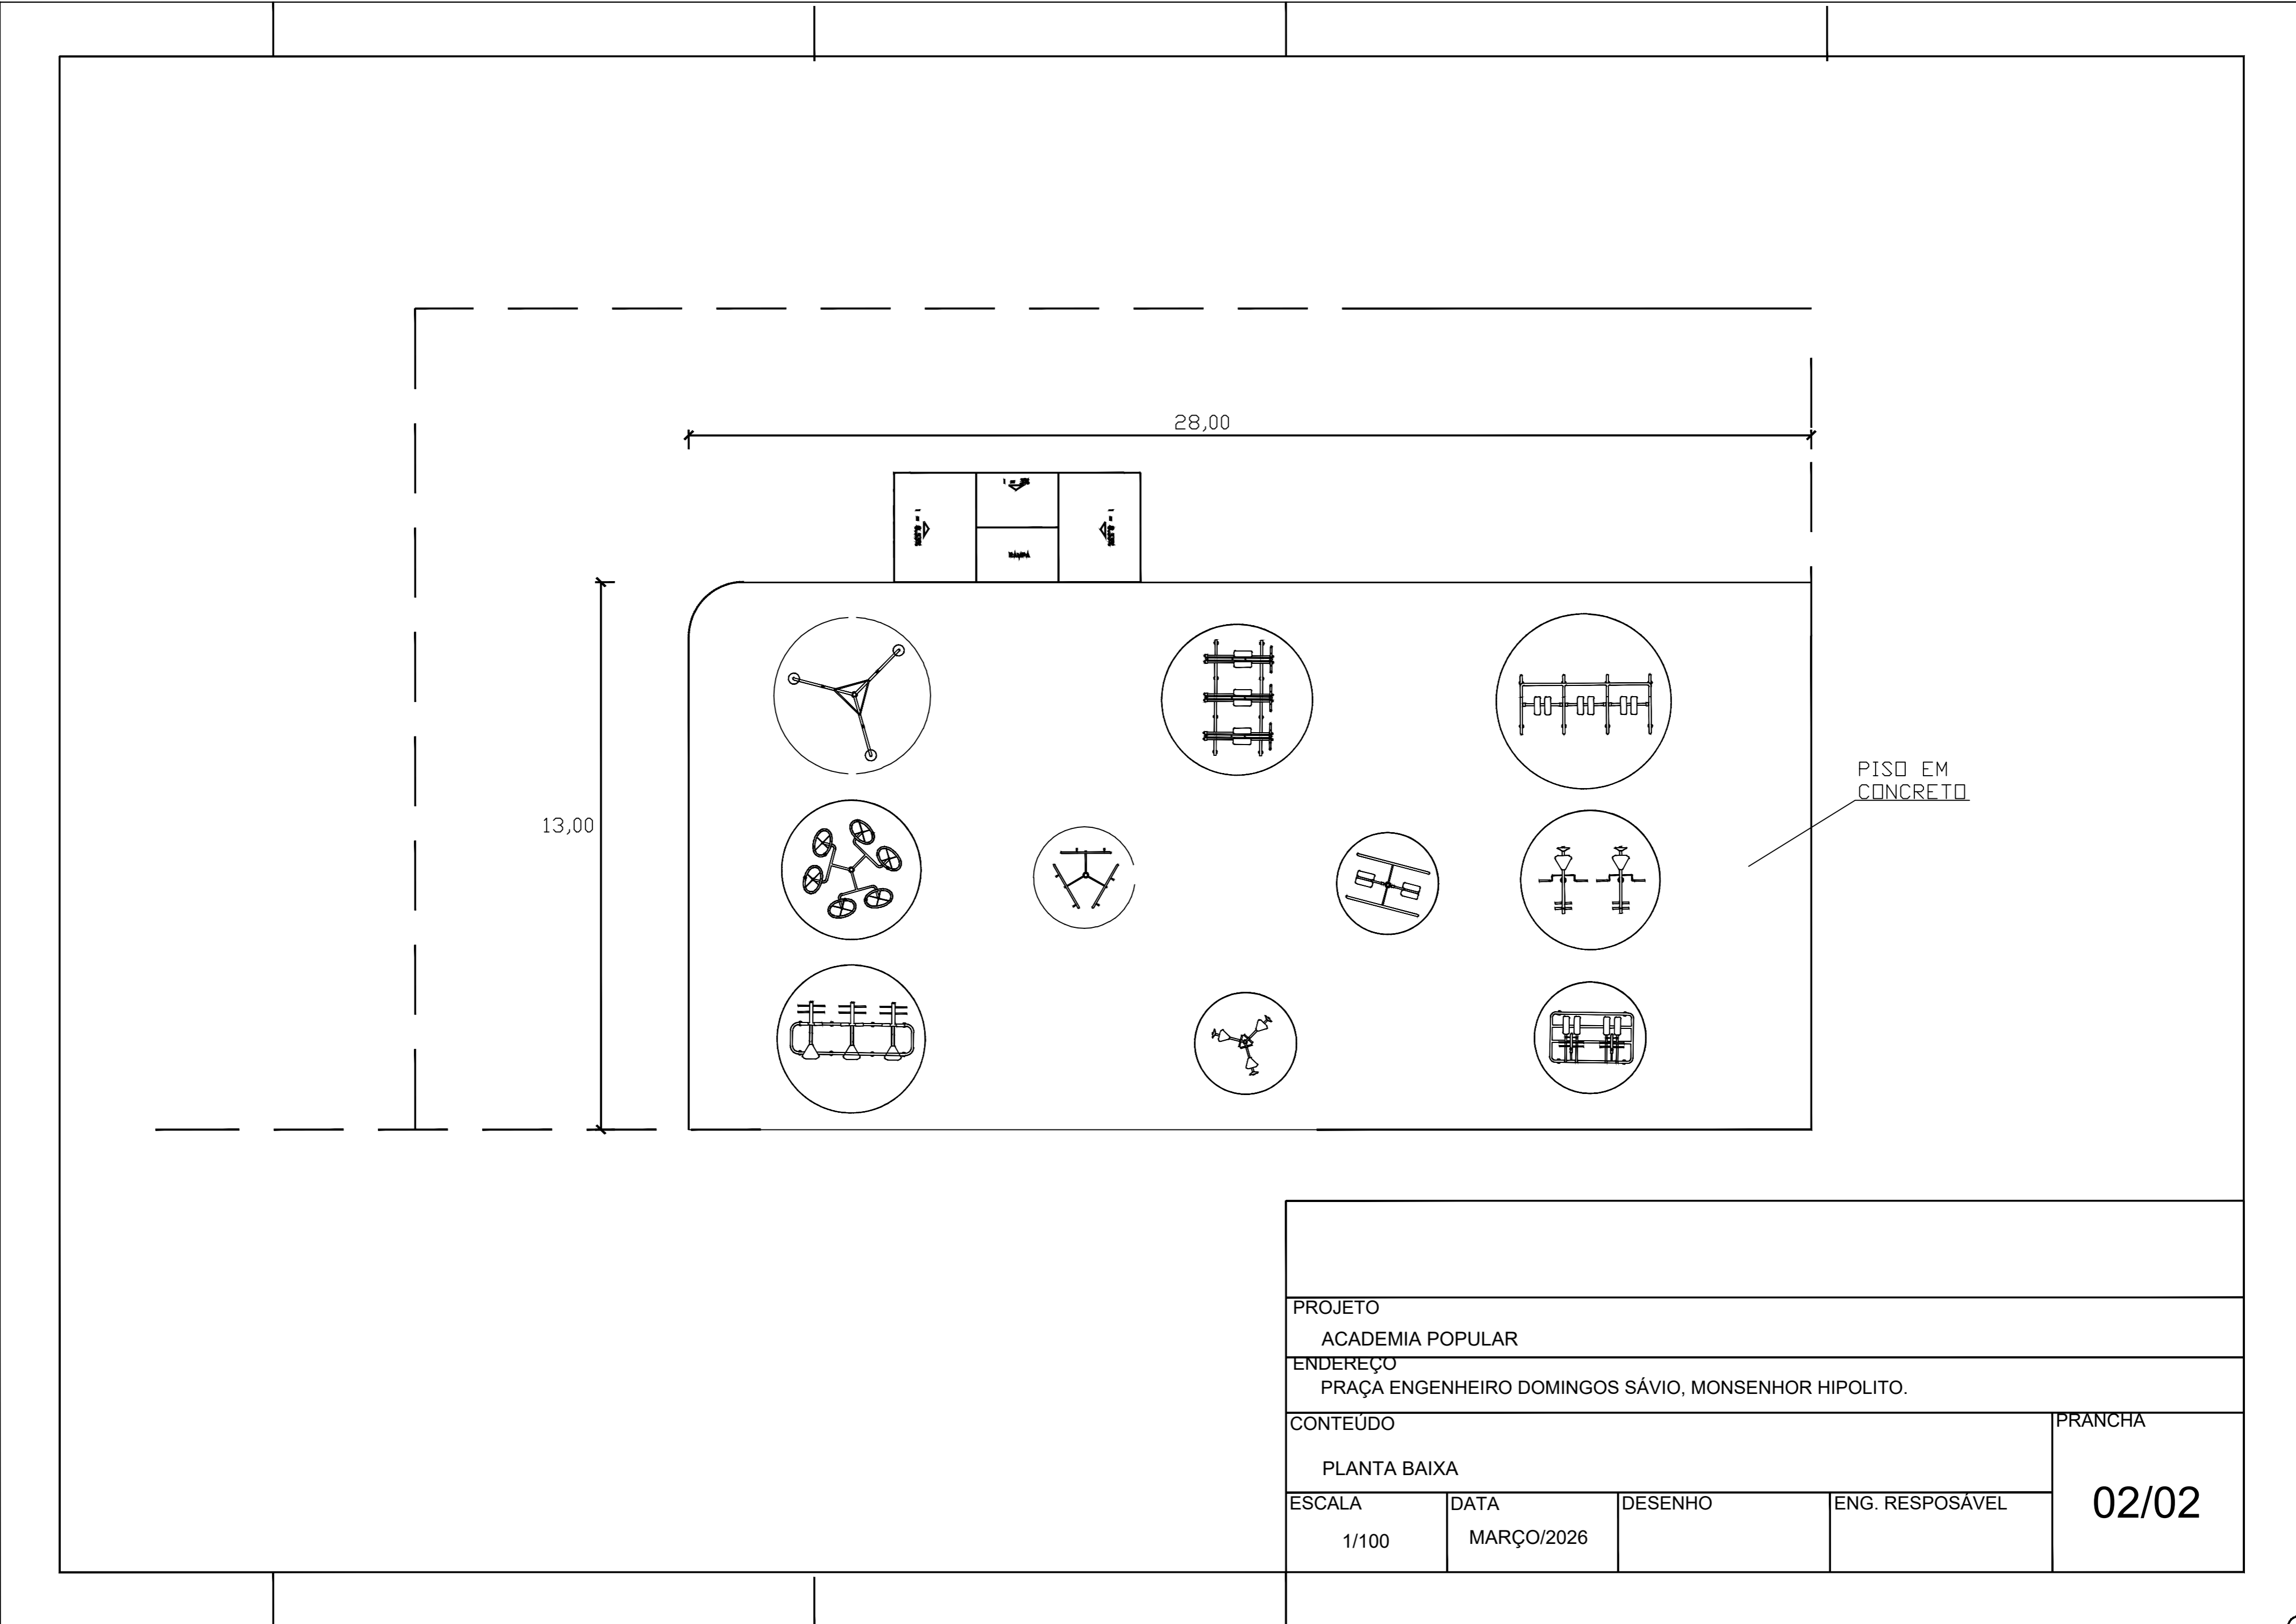 28,00
RAMPA
13,00
PISO EM
CONCRETO
PROJETO
ACADEMIA POPULAR
ENDEREÇO
PRAÇA ENGENHEIRO DOMINGOS SÁVIO, MONSENHOR HIPOLITO.
CONTEÚDO
PRANCHA
PLANTA BAIXA
ESCALA
DATA
DESENHO
ENG. RESPOSÁVEL
02/02
1/100
MARÇO/2026